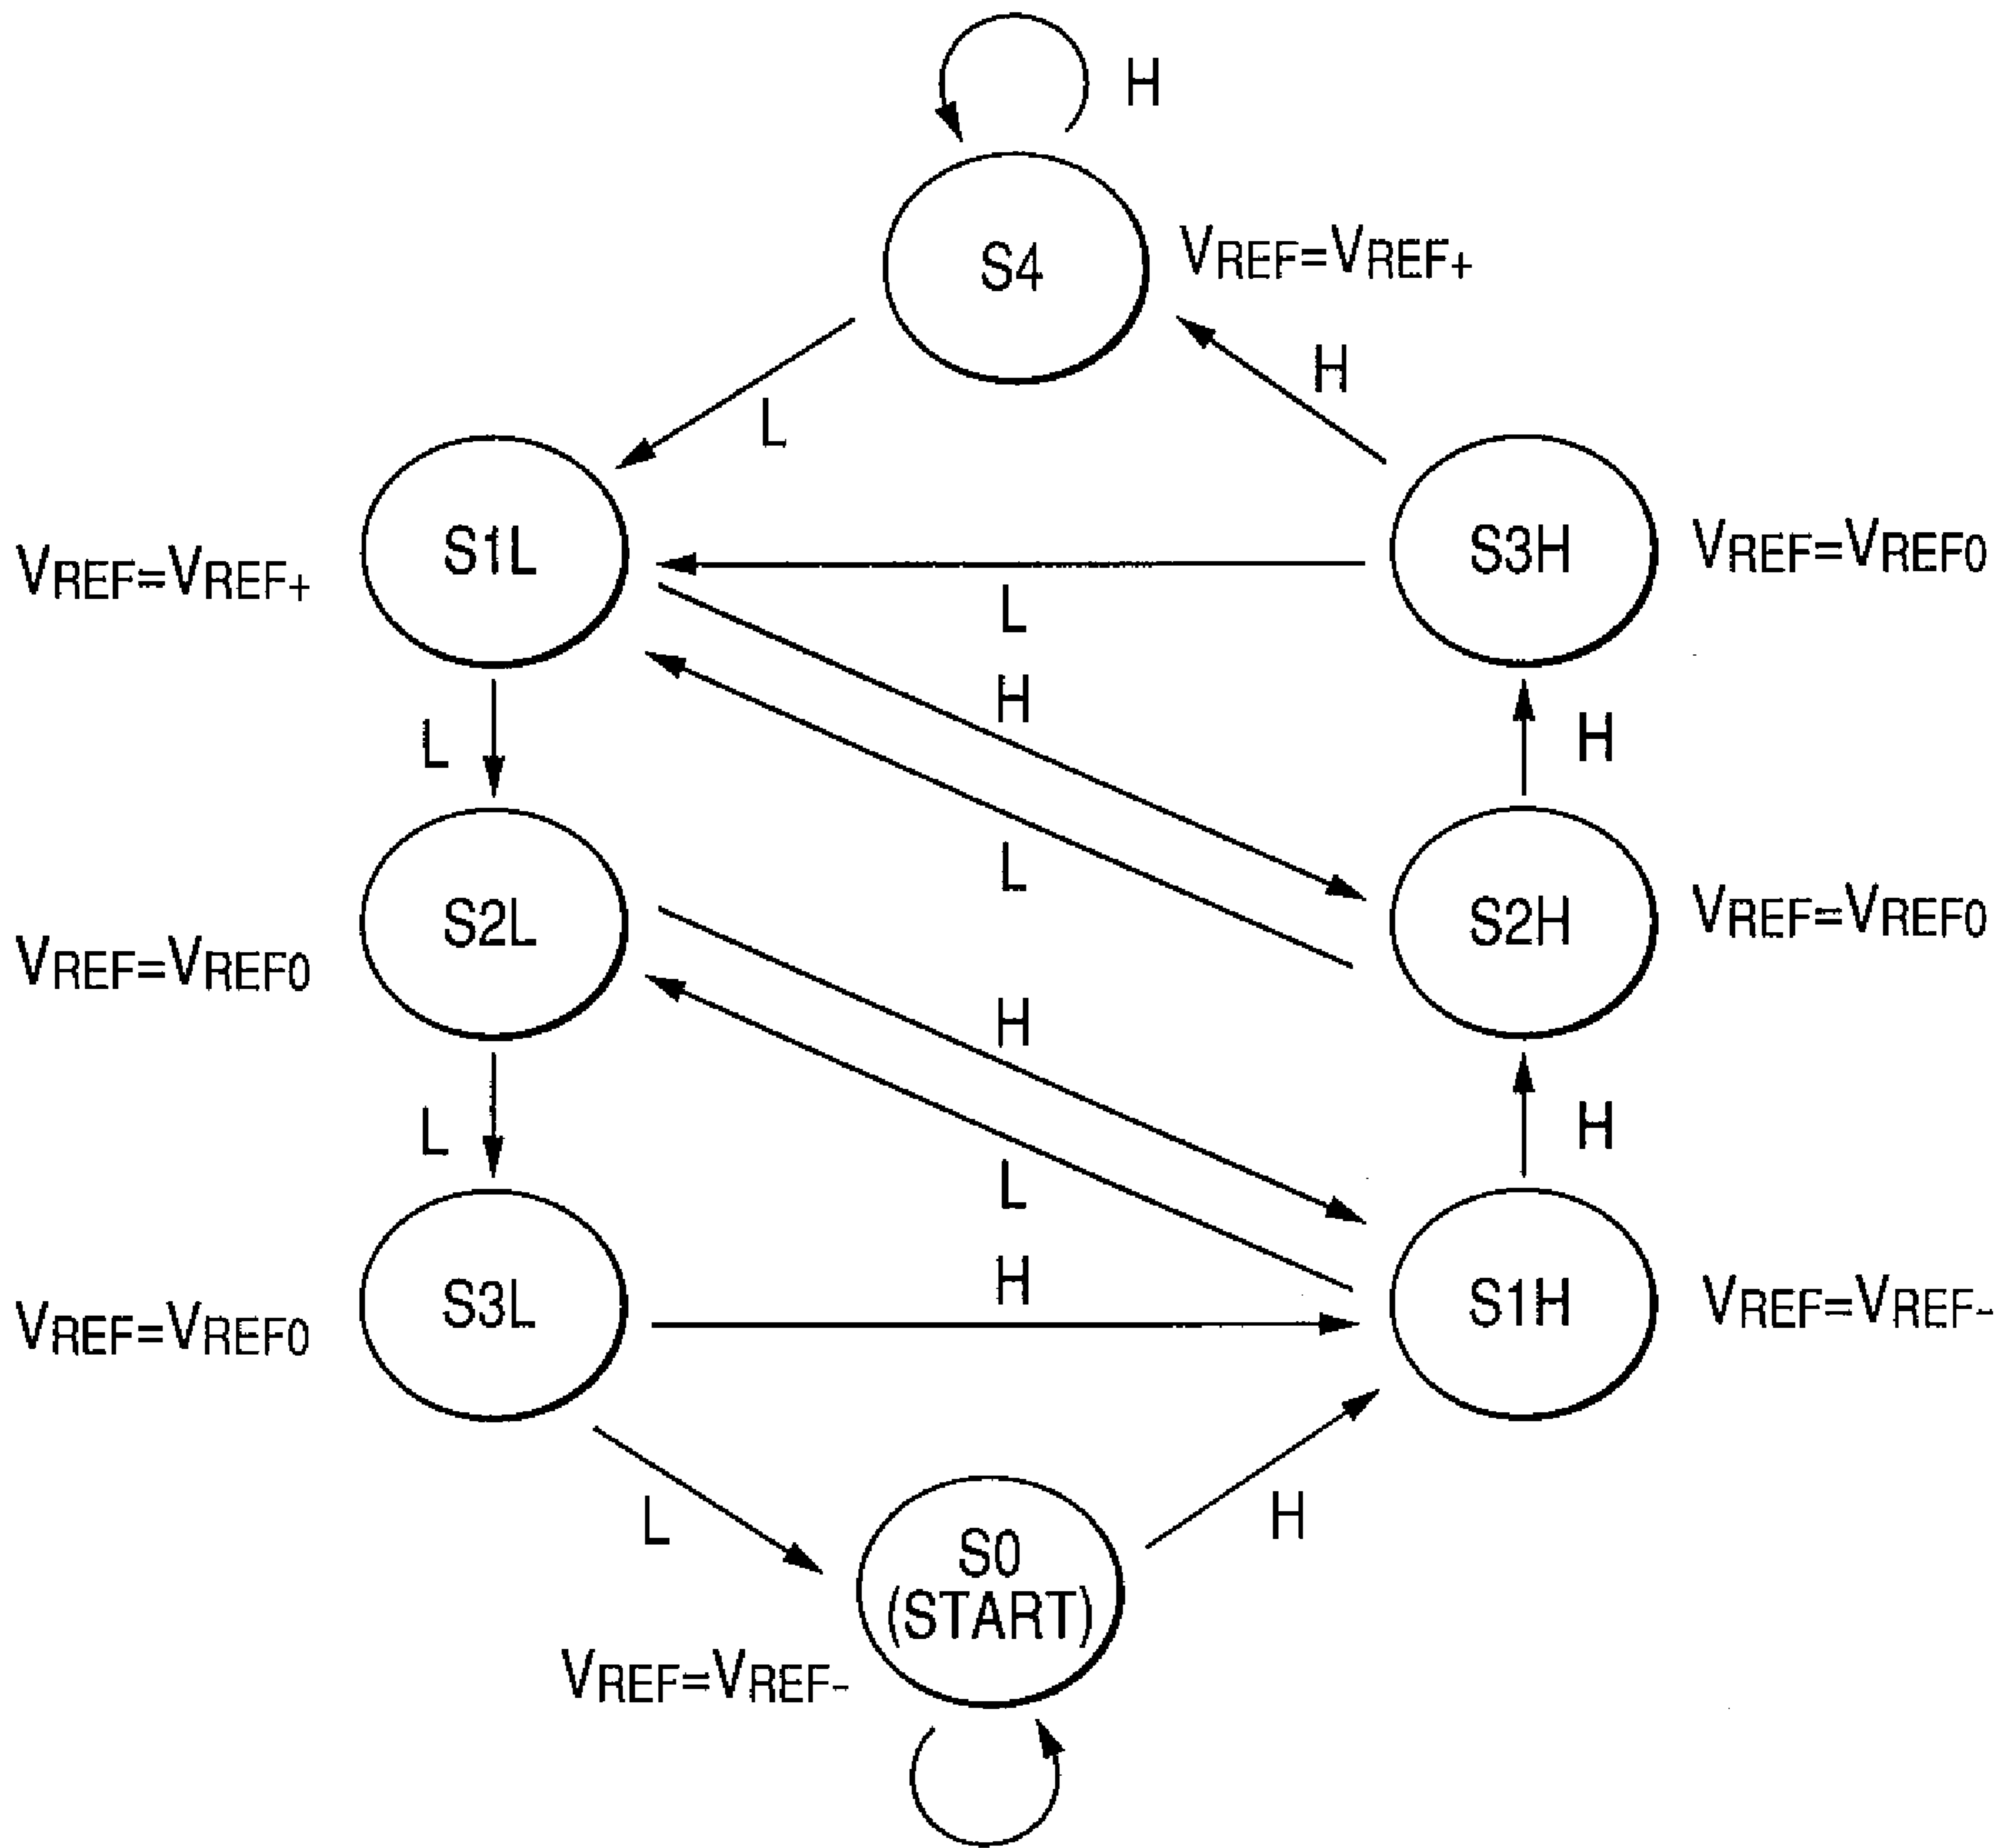 H
S4
VREF=VREF+
H
L
S1L
S3H
VREF=VREF+
VREF=VREF0
L
H
L
H
L
S2L
S2H
VREF=VREF0
VREF=VREF0
H
L
H
L
H
S3L
S1H
VREF=VREF0
VREF=VREF-
L
H
S0
(START)
VREF=VREF-